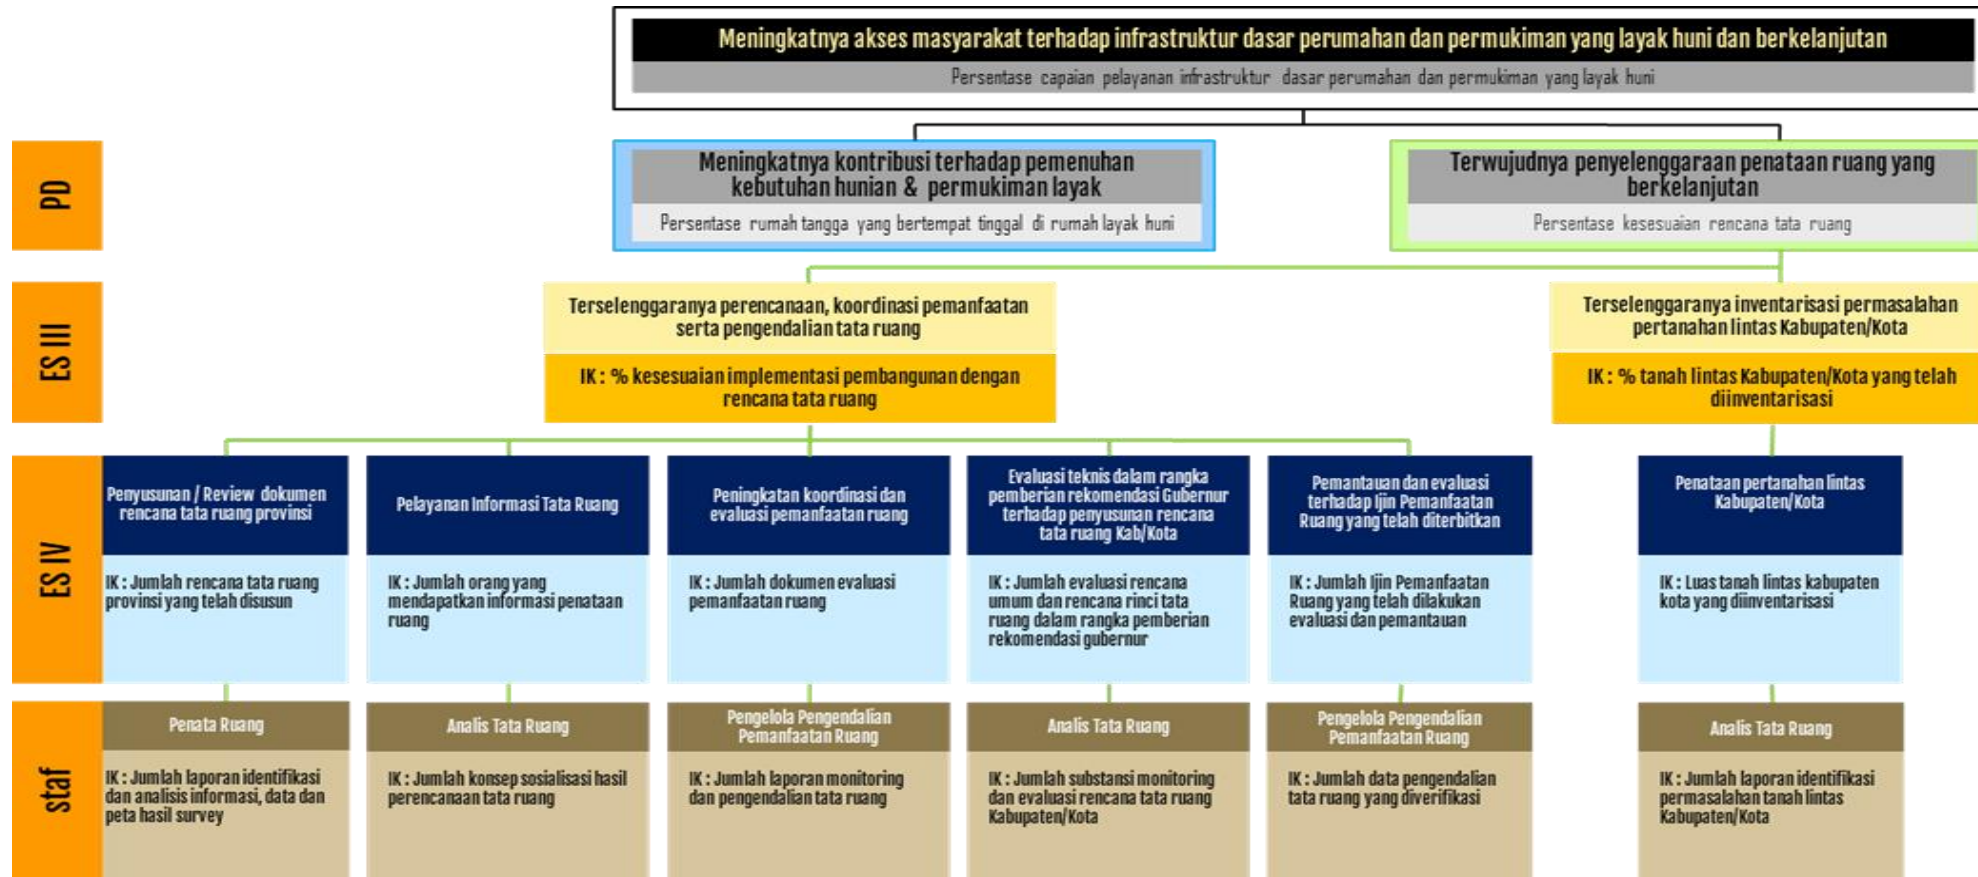 Meningkatnya akses masyarakat terhadap infrastruktur dasar perumahan dan permukiman yang layak huni dan berkelanjutan
Persentase capaian pelayanan infrastruktur dasar perumahan dan permukiman yang layak huni
PD
Meningkatnya kontribusi terhadap pemenuhan
kebutuhan hunian & permukiman layak
Persentase rumah tangga yang bertempat tinggal di rumah layak huni
Terwujudnya penyelenggaraan penataan ruang yang
berkelanjutan
Persentase kesesuaian rencana tata ruang
ES III
Terselenggaranya perencanaan, koordinasi pemanfaatan
serta pengendalian tata ruang
IK : % kesesuaian implementasi pembangunan dengan
rencana tata ruang
Terselenggaranya inventarisasi permasalahan
pertanahan lintas Kabupaten/Kota
IK : % tanah lintas Kabupaten/Kota yang telah
diinventarisasi
ES IV
Penyusunan / Review dokumen
rencana tata ruang provinsi
IK : Jumlah rencana tata ruang
provinsi yang telah disusun
Pelayanan Informasi Tata Ruang
IK : Jumlah orang yang
mendapatkan informasi penataan
ruang
Peningkatan koordinasi dan
evaluasi pemanfaatan ruang
IK : Jumlah dokumen evaluasi
pemanfaatan ruang
Evaluasi teknis dalam rangka
pemberian rekomendasi Gubernur
terhadap penyusunan rencana
tata ruang Kab/Kota
IK : Jumlah evaluasi rencana
umum dan rencana rinci tata
ruang dalam rangka pemberian
rekomendasi gubernur
Pemantauan dan evaluasi
terhadap Ijin Pemanfaatan
Ruang yang telah diterbitkan
IK : Jumlah Ijin Pemanfaatan
Ruang yang telah dilakukan
evaluasi dan pemantauan
Penataan pertanahan lintas
Kabupaten/Kota
IK : Luas tanah lintas kabupaten
kota yang diinventarisasi
staf
Penata Ruang
IK : Jumlah laporan identifikasi
dan analisis informasi, data dan
peta hasil survey
Analis Tata Ruang
IK : Jumlah konsep sosialisasi hasil
perencanaan tata ruang
Pengelola Pengendalian
Pemanfaatan Ruang
IK : Jumlah laporan monitoring
dan pengendalian tata ruang
Analis Tata Ruang
IK : Jumlah substansi monitoring
dan evaluasi rencana tata ruang
Kabupaten/Kota
Pengelola Pengendalian
Pemanfaatan Ruang
IK : Jumlah data pengendalian
tata ruang yang diverifikasi
Analis Tata Ruang
IK : Jumlah laporan identifikasi
permasalahan tanah lintas
Kabupaten/Kota